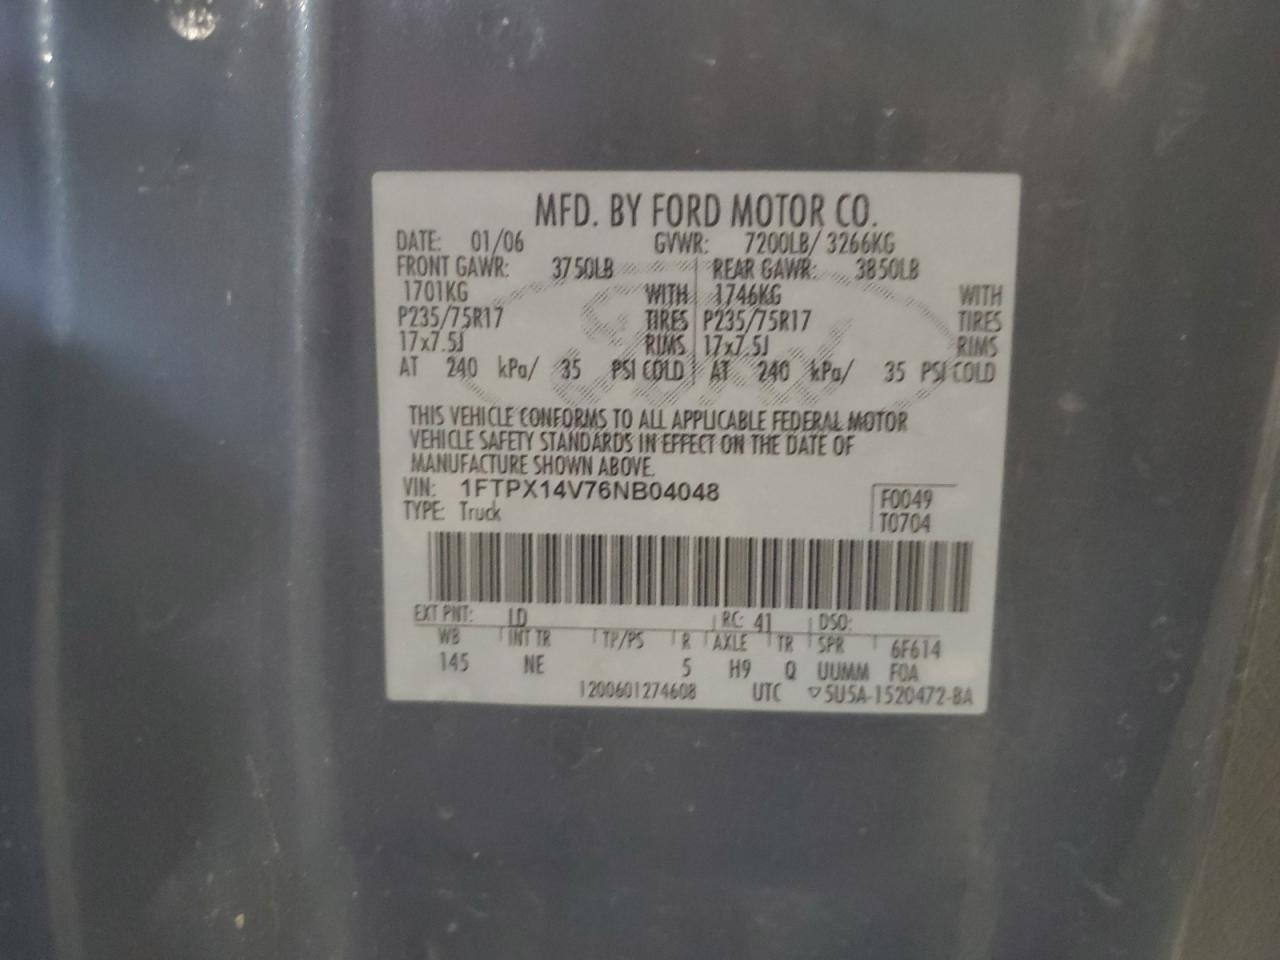 MFD. BY FORD MOTOR CO.
DATE: 01/06 GVWR: 7200LB/ 3266KG
FRONT GAWR: 3750LB REAR GAWR: 3850LB
1701KG WITH 1746KG WITH
P235/75R17 TIRES P235/75R17 TIRES
17x7.5J RIMS 17x7.5J RIMS
AT 240 kPa/ 35 PSI COLD AT 240 kPa/ 35 PSI COLD
THIS VEHICLE CONFORMS TO ALL APPLICABLE FEDERAL MOTOR
VEHICLE SAFETY STANDARDS IN EFFECT ON THE DATE OF
MANUFACTURE SHOWN ABOVE.
VIN: 1FTPX14V76NB04048 F0049
TYPE: Truck T0704
EXT PNT: LD RC: 41 DSO:
WB INT TR TP/PS R AXLE TR SPR 6F614
145 NE 5 H9 Q UUMM FOA
1200601274608 UTC ▽5U5A-1520472-BA